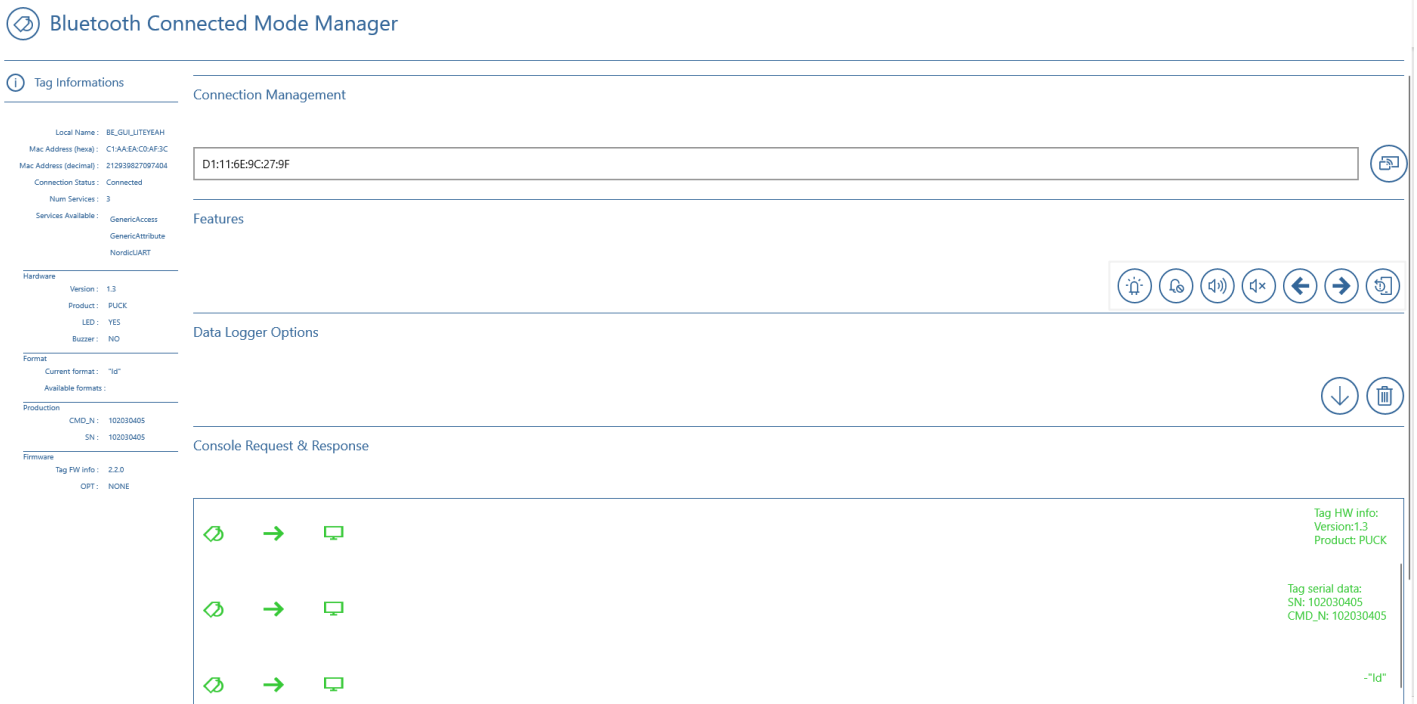 Bluetooth Connected Mode Manager
Tag Informations
Local Name : BE_GUI_LITEYEAH
Mac Address (hexa) : C1:AA:EA:C0:AF:3C
Mac Address (decimal) : 212939827097404
Connection Status : Connected
Num Services : 3
Services Available : GenericAccess
GenericAttribute
NordicUART
Hardware
Version : 1.3
Product : PUCK
LED : YES
Buzzer : NO
Format
Current format : "Id"
Available formats :
Production
CMD_N : 102030405
SN : 102030405
Firmware
Tag FW info : 2.2.0
OPT : NONE
Connection Management
D1:11:6E:9C:27:9F
Features
Data Logger Options
Console Request & Response
Tag HW info:
Version:1.3
Product: PUCK
Tag serial data:
SN: 102030405
CMD_N: 102030405
-"Id"